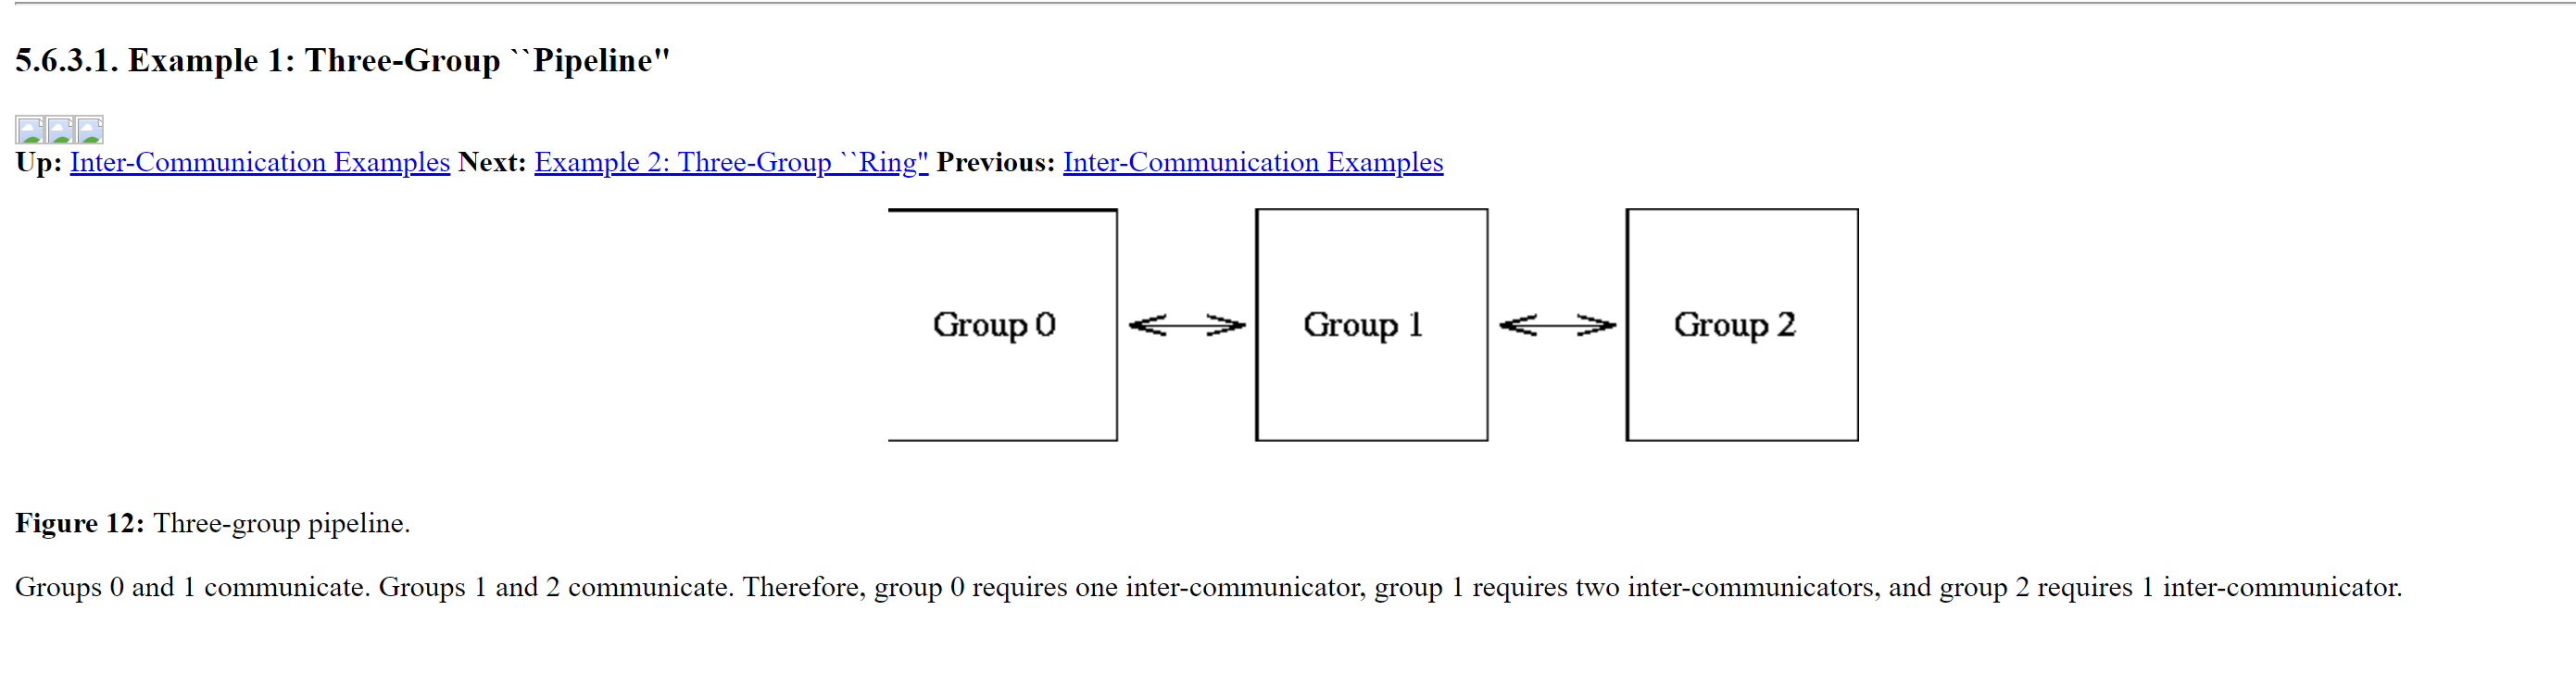 5.6.3.1. Example 1: Three-Group ``Pipeline''
Up: Inter-Communication Examples Next: Example 2: Three-Group ``Ring'' Previous: Inter-Communication Examples
Group 0 Group 1 Group 2
Figure 12: Three-group pipeline.
Groups 0 and 1 communicate. Groups 1 and 2 communicate. Therefore, group 0 requires one inter-communicator, group 1 requires two inter-communicators, and group 2 requires 1 inter-communicator.